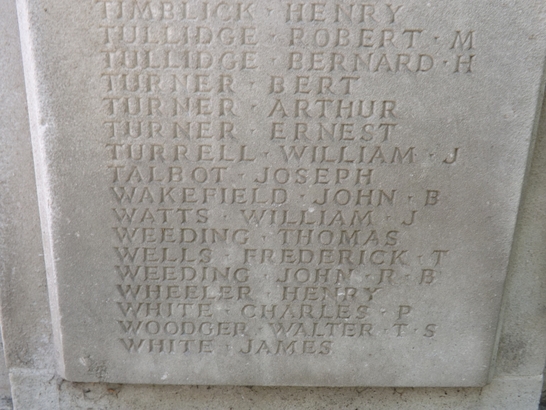 TIMBLICK · HENRY
TULLIDGE · ROBERT · M
TULLIDGE · BERNARD · H
TURNER · BERT
TURNER · ARTHUR
TURNER · ERNEST
TURRELL · WILLIAM · J
TALBOT · JOSEPH
WAKEFIELD · JOHN · B
WATTS · WILLIAM · J
WEEDING · THOMAS
WELLS · FREDERICK · T
WEEDING · JOHN · R · B
WHEELER · HENRY
WHITE · CHARLES · P
WOODGER · WALTER · T · S
WHITE · JAMES